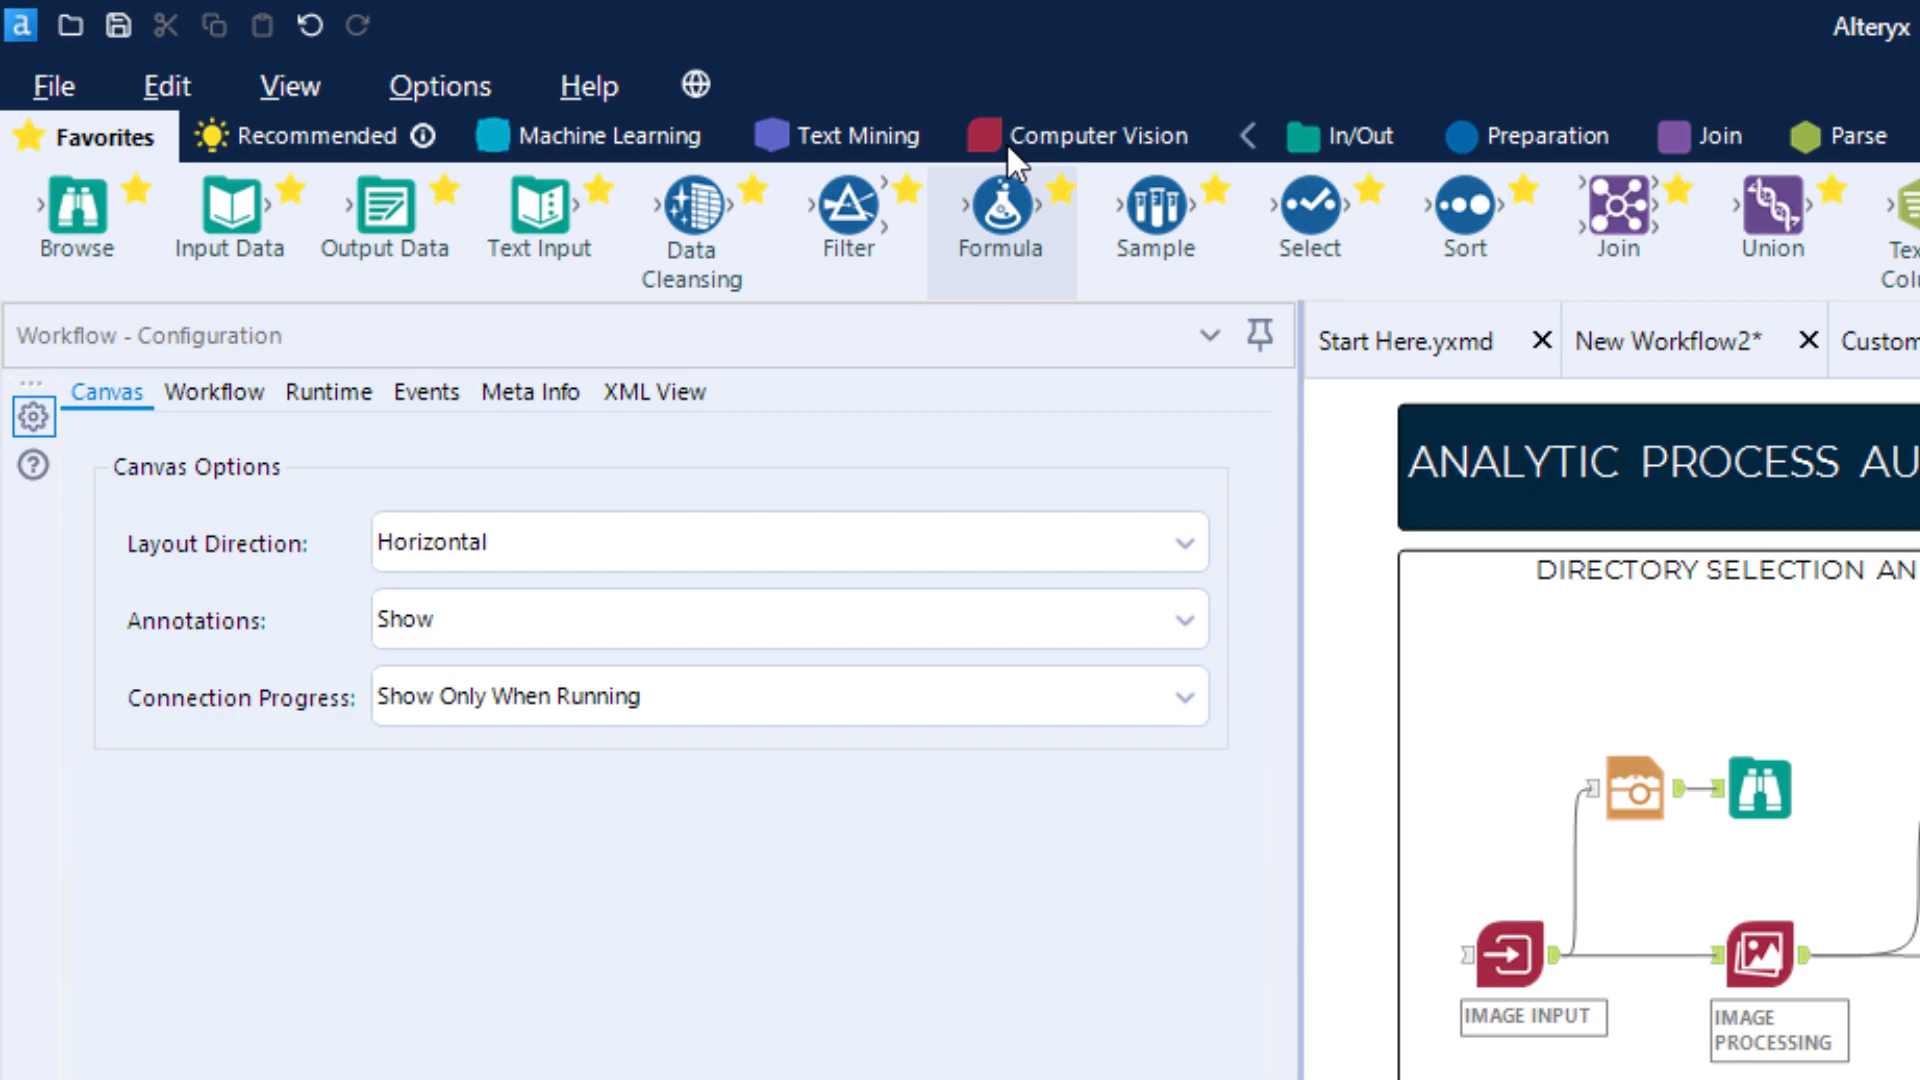 a
Alteryx
File Edit View Options Help
Favorites Recommended Machine Learning Text Mining Computer Vision In/Out Preparation Join Parse
Browse Input Data Output Data Text Input Data Filter Formula Sample Select Sort Join Union Tex
Cleansing Colu
Workflow - Configuration
Start Here.yxmd New Workflow2* Custom
Canvas Workflow Runtime Events Meta Info XML View
Canvas Options
Layout Direction: Horizontal
Annotations: Show
Connection Progress: Show Only When Running
ANALYTIC PROCESS AU
DIRECTORY SELECTION AN
IMAGE INPUT
IMAGE
PROCESSING